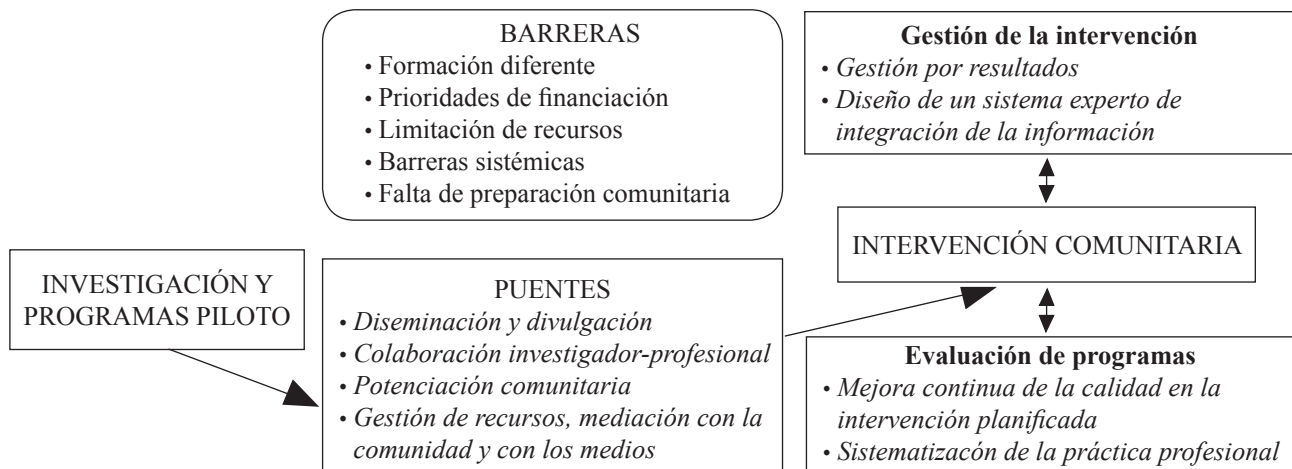 BARRERAS
• Formación diferente
• Prioridades de financiación
• Limitación de recursos
• Barreras sistémicas
• Falta de preparación comunitaria
Gestión de la intervención
• Gestión por resultados
• Diseño de un sistema experto de
integración de la información
INTERVENCIÓN COMUNITARIA
INVESTIGACIÓN Y
PROGRAMAS PILOTO
PUENTES
• Diseminación y divulgación
• Colaboración investigador-profesional
• Potenciación comunitaria
• Gestión de recursos, mediación con la
comunidad y con los medios
Evaluación de programas
• Mejora continua de la calidad en la
intervención planificada
• Sistematizacón de la práctica profesional